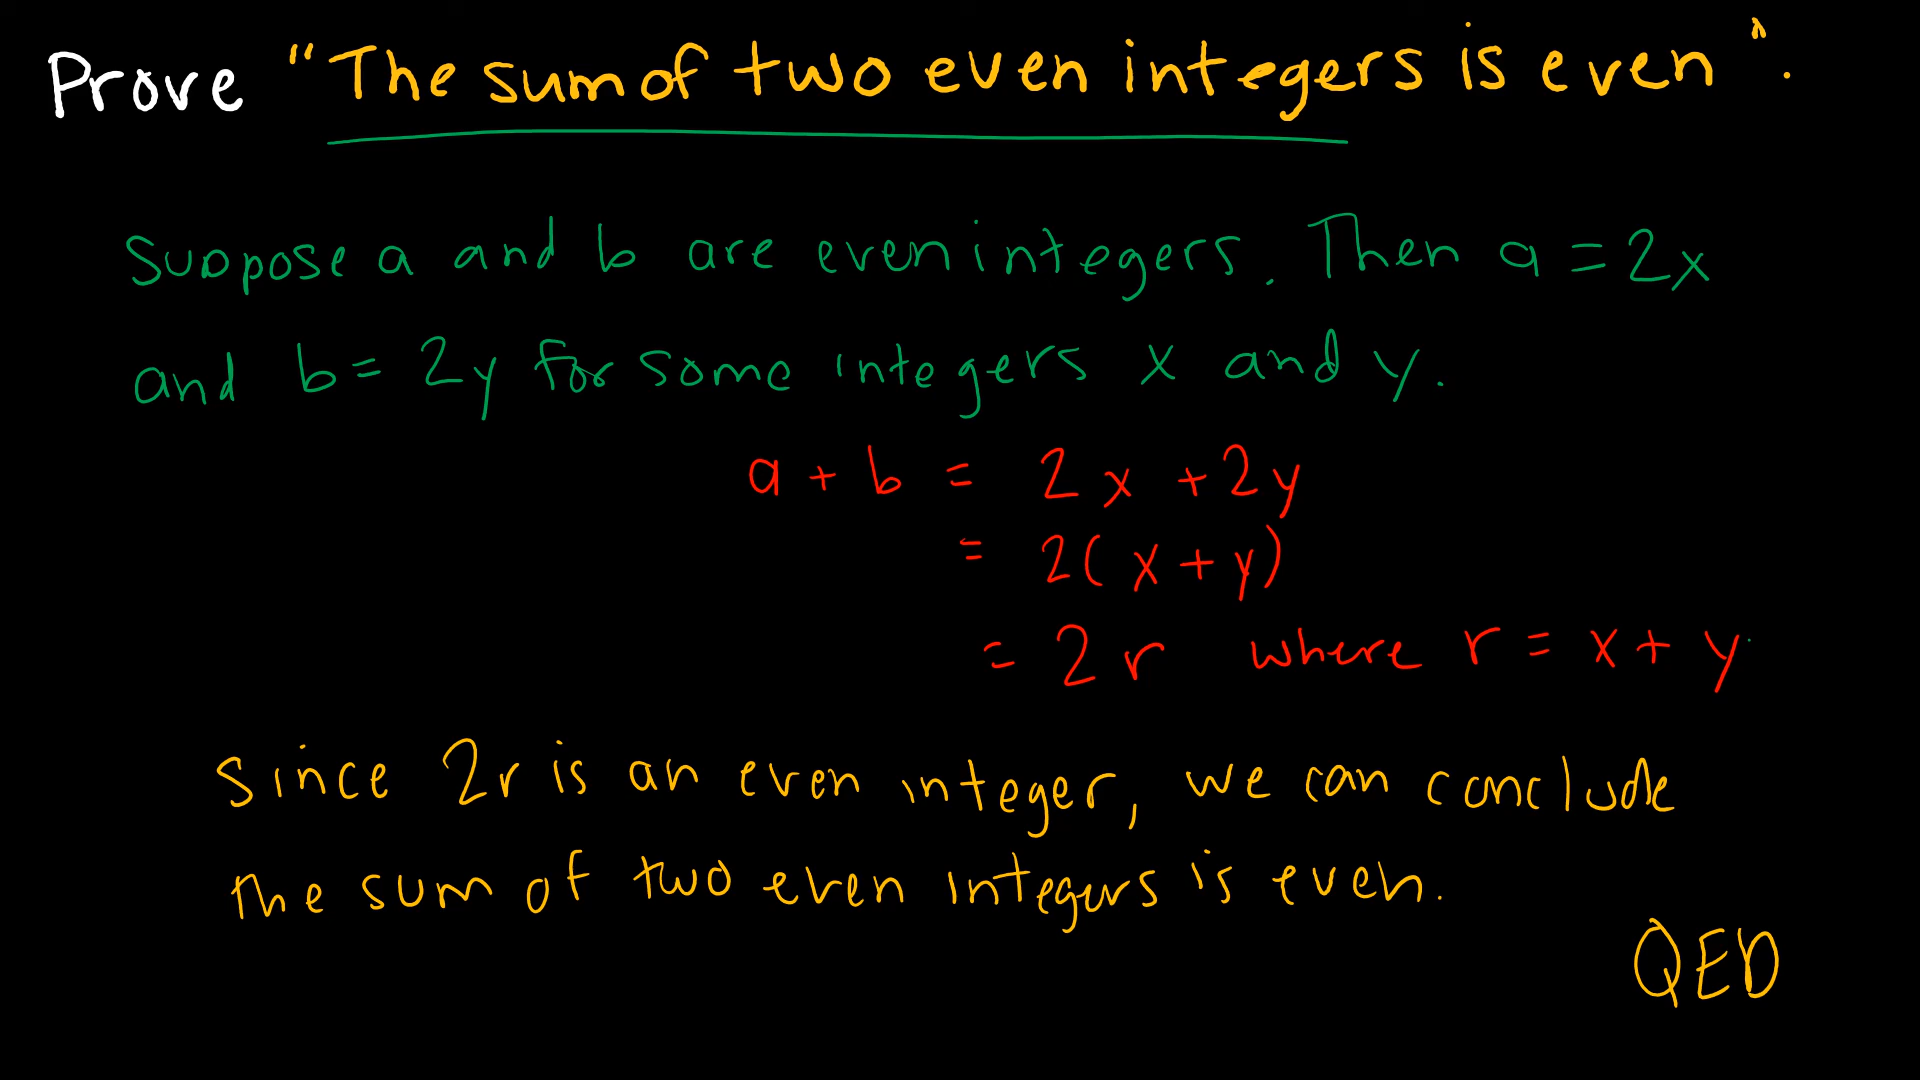 Prove "The sum of two even integers is even".
Suppose a and b are even integers. Then a = 2x
and b = 2y for some integers x and y.
a + b = 2x + 2y
= 2(x + y)
= 2r where r = x + y
Since 2r is an even integer, we can conclude
the sum of two even integers is even.
QED